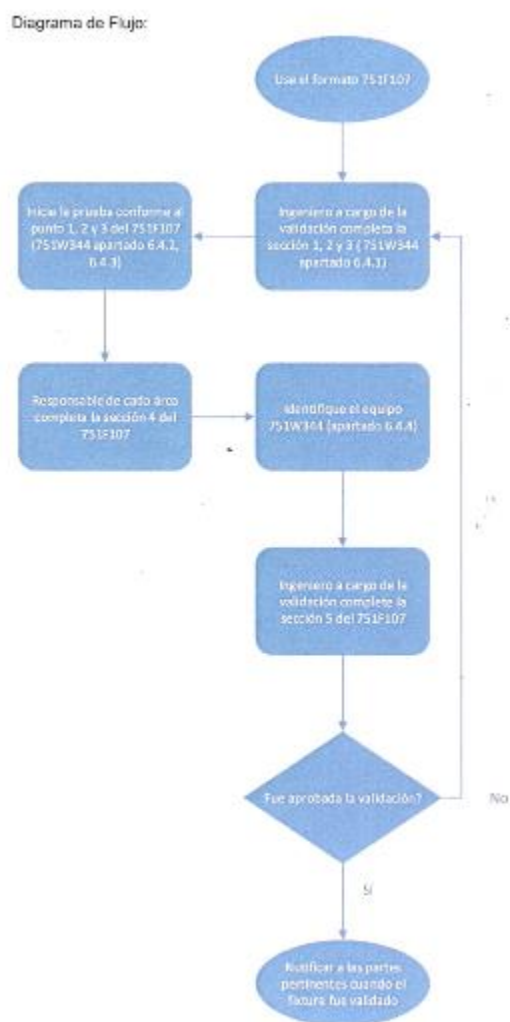 Diagrama de Flujo:
Use el formato 751F107
Ingeniero a cargo de la
validación completa la
sección 1, 2 y 3 ( 751W344
apartado 6.4.1)
Inicie la prueba conforme al
punto 1, 2 y 3 del 751F107
(751W344 apartado 6.4.2,
6.4.3)
Responsable de cada área
completa la sección 4 del
751F107
Identifique el equipo
751W344 (apartado 6.4.4)
Ingeniero a cargo de la
validación complete la
sección 5 del 751F107
Fue aprobada la validación?
No
Sí
Notificar a las partes
pertinentes cuando el
fixture fue validado